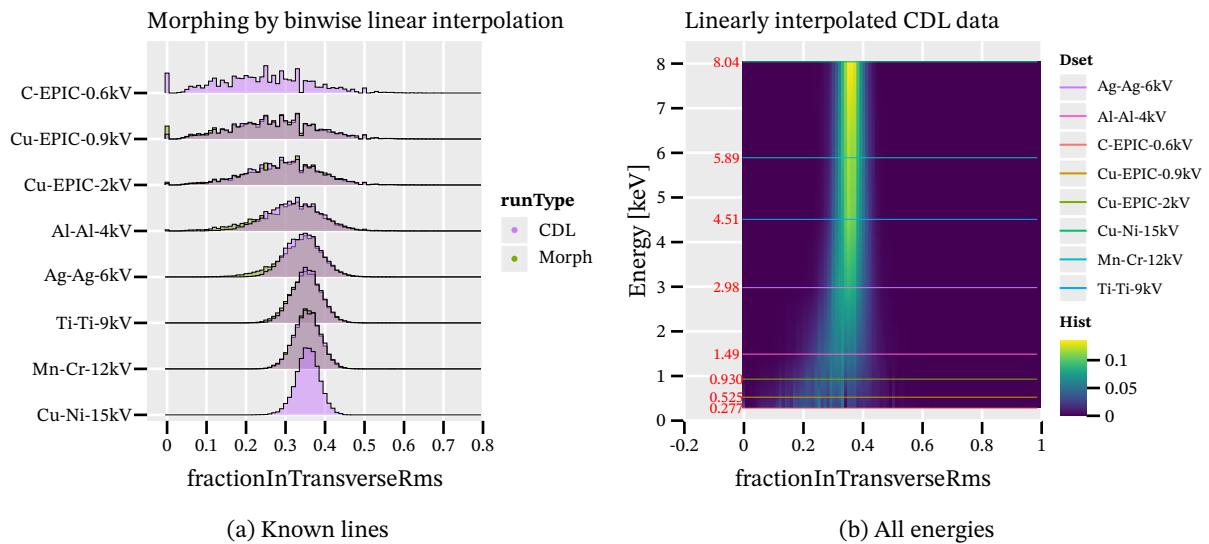 Morphing by binwise linear interpolation
C-EPIC-0.6kV
Cu-EPIC-0.9kV
Cu-EPIC-2kV
Al-Al-4kV
Ag-Ag-6kV
Ti-Ti-9kV
Mn-Cr-12kV
Cu-Ni-15kV
0 0.1 0.2 0.3 0.4 0.5 0.6 0.7 0.8
fractionInTransverseRms
runType
CDL
Morph
(a) Known lines
Linearly interpolated CDL data
Energy [keV]
8
7
6
5
4
3
2
1
0
8.04
5.89
4.51
2.98
1.49
0.930
0.525
0.277
-0.2 0 0.2 0.4 0.6 0.8 1
fractionInTransverseRms
Dset
Ag-Ag-6kV
Al-Al-4kV
C-EPIC-0.6kV
Cu-EPIC-0.9kV
Cu-EPIC-2kV
Cu-Ni-15kV
Mn-Cr-12kV
Ti-Ti-9kV
Hist
0.1
0.05
0
(b) All energies